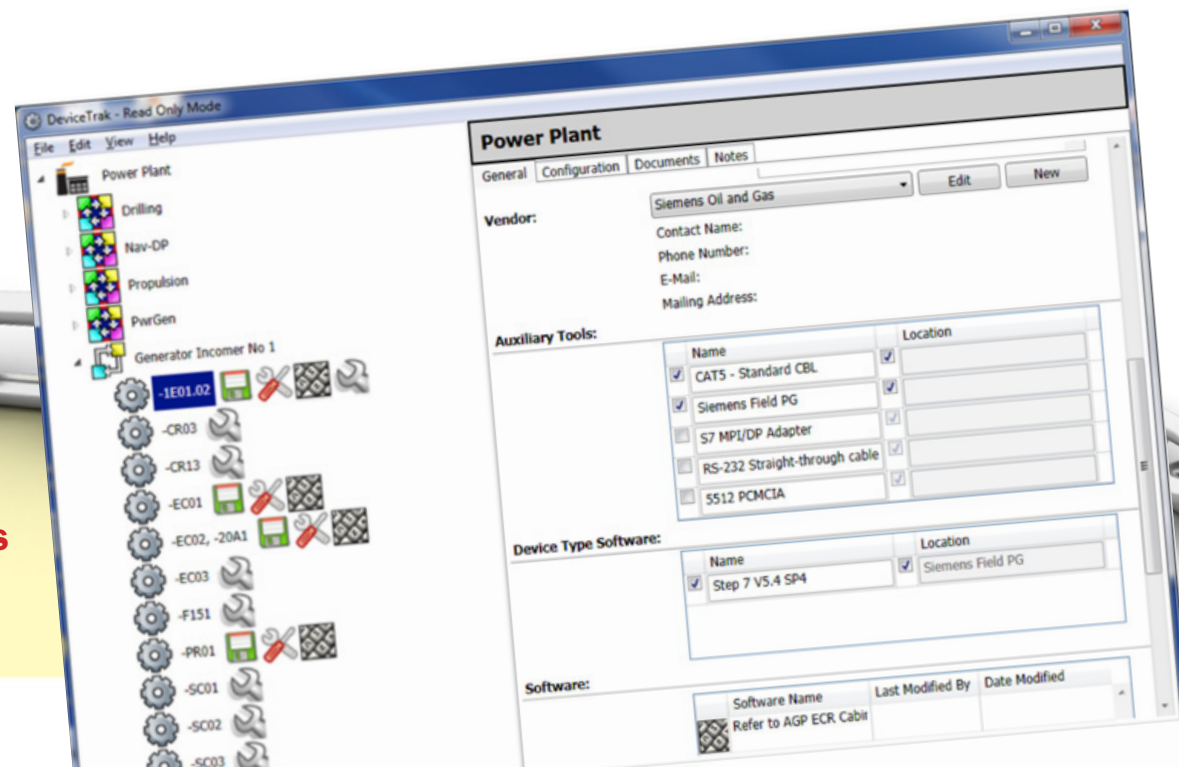 DeviceTrak - Read Only Mode
File Edit View Help
Power Plant
Drilling
Nav-DP
Propulsion
PwrGen
Generator Incomer No 1
-1E01.02
-CR03
-CR13
-EC01
-EC02, -20A1
-EC03
-F151
-PR01
-SC01
-SC02
-SC03
s
Power Plant
General Configuration Documents Notes
Vendor: Siemens Oil and Gas Edit New
Contact Name:
Phone Number:
E-Mail:
Mailing Address:
Auxiliary Tools:
Name Location
CAT5 - Standard CBL
Siemens Field PG
S7 MPI/DP Adapter
RS-232 Straight-through cable
5512 PCMCIA
Device Type Software:
Name Location
Step 7 V5.4 SP4 Siemens Field PG
Software:
Software Name Last Modified By Date Modified
Refer to AGP ECR Cabin